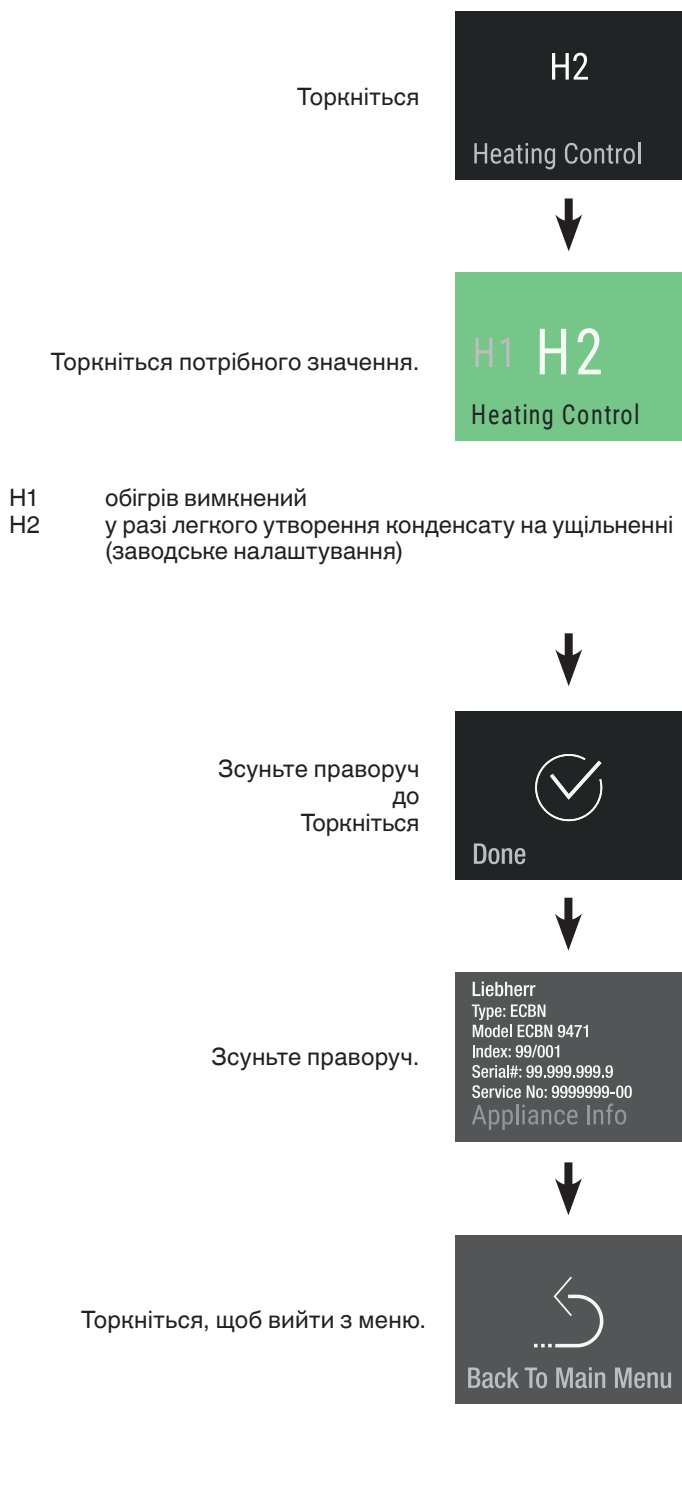 H2
Торкніться
Heating Control
H1 H2
Торкніться потрібного значення.
Heating Control
H1 обігрів вимкнений
H2 у разі легкого утворення конденсату на ущільненні
(заводське налаштування)
Зсуньте праворуч
до
Торкніться
Done
Liebherr
Type: ECBN
Model ECBN 9471
Index: 99/001
Serial#: 99.999.999.9
Service No: 9999999-00
Appliance Info
Зсуньте праворуч.
Торкніться, щоб вийти з меню.
Back To Main Menu